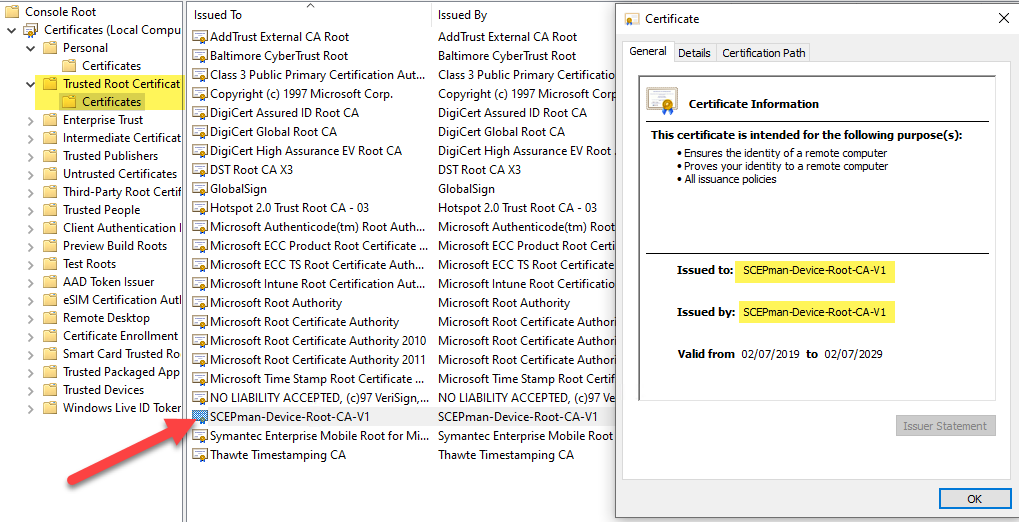 Console Root
Certificates (Local Compu
Personal
Certificates
Trusted Root Certificat
Certificates
Enterprise Trust
Intermediate Certificat
Trusted Publishers
Untrusted Certificates
Third-Party Root Certif
Trusted People
Client Authentication I
Preview Build Roots
Test Roots
AAD Token Issuer
eSIM Certification Autl
Remote Desktop
Certificate Enrollment
Smart Card Trusted Ro
Trusted Packaged App
Trusted Devices
Windows Live ID Token
Issued To Issued By
AddTrust External CA Root AddTrust External CA Root
Baltimore CyberTrust Root Baltimore CyberTrust Root
Class 3 Public Primary Certification Aut... Class 3 Public Primary Certificatio
Copyright (c) 1997 Microsoft Corp. Copyright (c) 1997 Microsoft Corp
DigiCert Assured ID Root CA DigiCert Assured ID Root CA
DigiCert Global Root CA DigiCert Global Root CA
DigiCert High Assurance EV Root CA DigiCert High Assurance EV Root
DST Root CA X3 DST Root CA X3
GlobalSign GlobalSign
Hotspot 2.0 Trust Root CA - 03 Hotspot 2.0 Trust Root CA - 03
Microsoft Authenticode(tm) Root Auth... Microsoft Authenticode(tm) Root
Microsoft ECC Product Root Certificate ... Microsoft ECC Product Root Certifi
Microsoft ECC TS Root Certificate Auth... Microsoft ECC TS Root Certificate
Microsoft Intune Root Certification Aut... Microsoft Intune Root Certification
Microsoft Root Authority Microsoft Root Authority
Microsoft Root Certificate Authority Microsoft Root Certificate Authori
Microsoft Root Certificate Authority 2010 Microsoft Root Certificate Authori
Microsoft Root Certificate Authority 2011 Microsoft Root Certificate Authori
Microsoft Time Stamp Root Certificate ... Microsoft Time Stamp Root Certif
NO LIABILITY ACCEPTED, (c)97 VeriSign,... NO LIABILITY ACCEPTED, (c)97 Ve
SCEPman-Device-Root-CA-V1 SCEPman-Device-Root-CA-V1
Symantec Enterprise Mobile Root for Mi... Symantec Enterprise Mobile Root
Thawte Timestamping CA Thawte Timestamping CA
Certificate
General Details Certification Path
Certificate Information
This certificate is intended for the following purpose(s):
• Ensures the identity of a remote computer
• Proves your identity to a remote computer
• All issuance policies
Issued to: SCEPman-Device-Root-CA-V1
Issued by: SCEPman-Device-Root-CA-V1
Valid from 02/07/2019 to 02/07/2029
Issuer Statement
OK